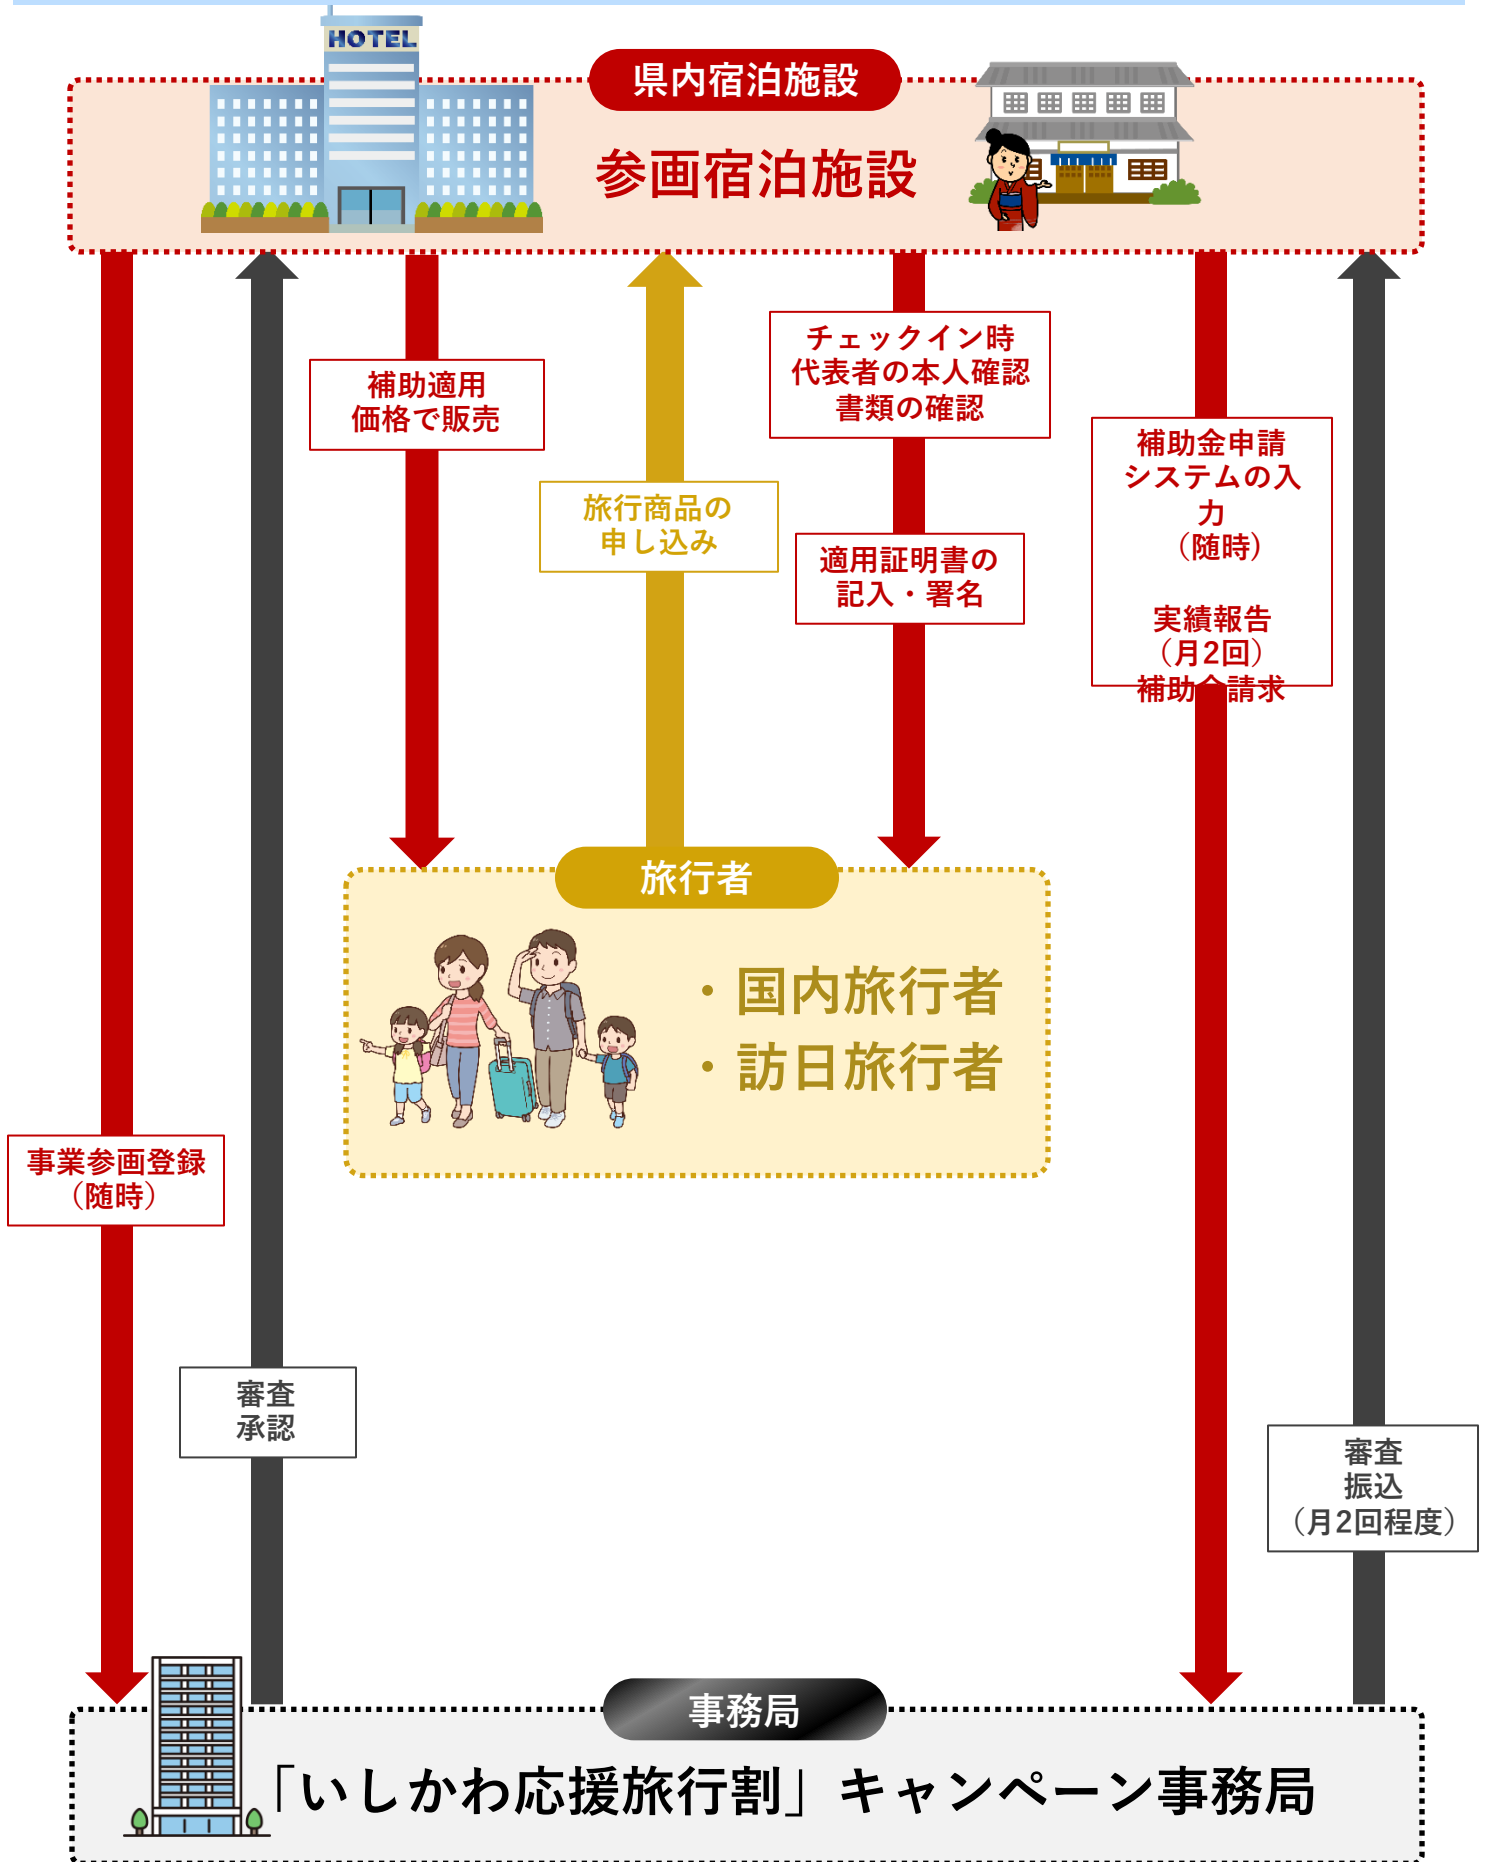 HOTEL
県内宿泊施設
参画宿泊施設
補助適用
価格で販売
旅行商品の
申し込み
チェックイン時
代表者の本人確認
書類の確認
適用証明書の
記入・署名
補助金申請
システムの入
力
（随時）
実績報告
（月2回）
補助金請求
旅行者
・国内旅行者
・訪日旅行者
事業参画登録
（随時）
審査
承認
審査
振込
（月2回程度）
事務局
「いしかわ応援旅行割」キャンペーン事務局